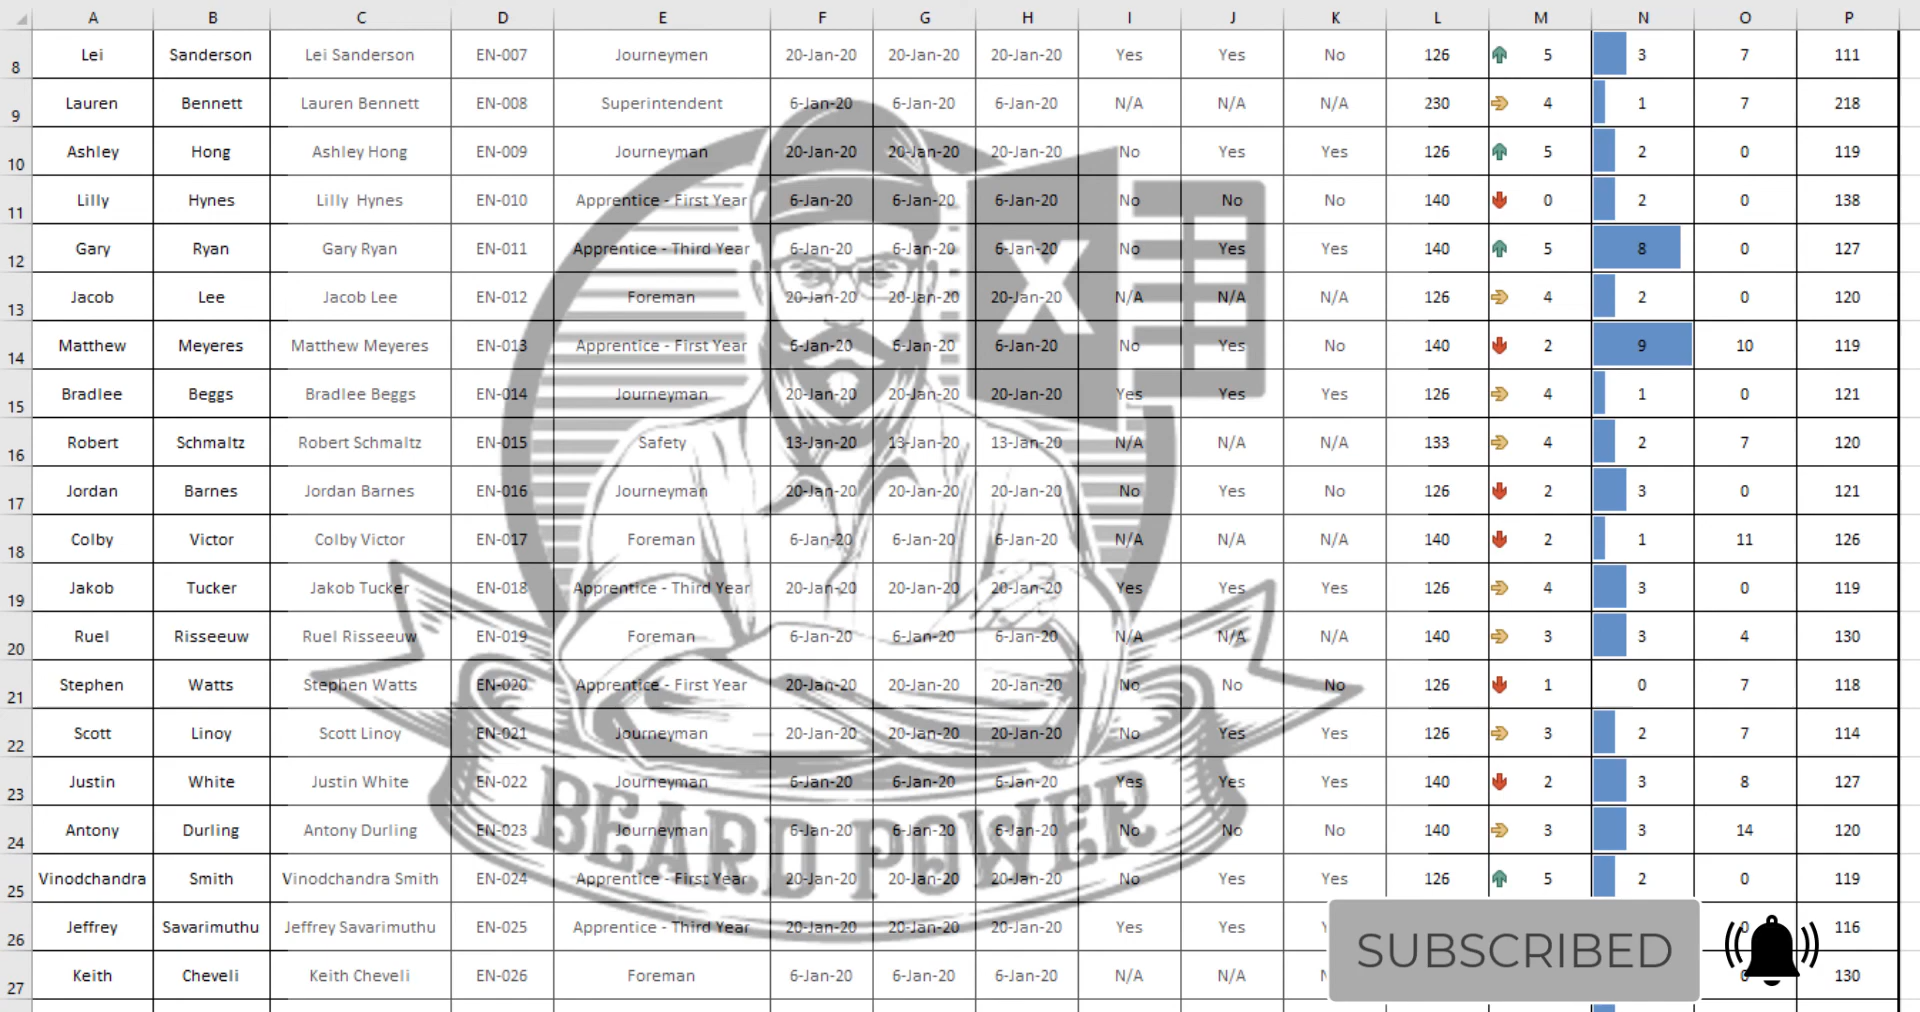 A B C D E F G H I J K L M N O P
8 Lei Sanderson Lei Sanderson EN-007 Journeymen 20-Jan-20 20-Jan-20 20-Jan-20 Yes Yes No 126 5 3 7 111
9 Lauren Bennett Lauren Bennett EN-008 Superintendent 6-Jan-20 6-Jan-20 6-Jan-20 N/A N/A N/A 230 4 1 7 218
10 Ashley Hong Ashley Hong EN-009 Journeyman 20-Jan-20 20-Jan-20 20-Jan-20 No Yes Yes 126 5 2 0 119
11 Lilly Hynes Lilly Hynes EN-010 Apprentice - First Year 6-Jan-20 6-Jan-20 6-Jan-20 No No No 140 0 2 0 138
12 Gary Ryan Gary Ryan EN-011 Apprentice - Third Year 6-Jan-20 6-Jan-20 6-Jan-20 No Yes Yes 140 5 8 0 127
13 Jacob Lee Jacob Lee EN-012 Foreman 20-Jan-20 20-Jan-20 20-Jan-20 N/A N/A N/A 126 4 2 0 120
14 Matthew Meyeres Matthew Meyeres EN-013 Apprentice - First Year 6-Jan-20 6-Jan-20 6-Jan-20 No Yes No 140 2 9 10 119
15 Bradlee Beggs Bradlee Beggs EN-014 Journeyman 20-Jan-20 20-Jan-20 20-Jan-20 Yes Yes Yes 126 4 1 0 121
16 Robert Schmaltz Robert Schmaltz EN-015 Safety 13-Jan-20 13-Jan-20 13-Jan-20 N/A N/A N/A 133 4 2 7 120
17 Jordan Barnes Jordan Barnes EN-016 Journeyman 20-Jan-20 20-Jan-20 20-Jan-20 No Yes No 126 2 3 0 121
18 Colby Victor Colby Victor EN-017 Foreman 6-Jan-20 6-Jan-20 6-Jan-20 N/A N/A N/A 140 2 1 11 126
19 Jakob Tucker Jakob Tucker EN-018 Apprentice - Third Year 20-Jan-20 20-Jan-20 20-Jan-20 Yes Yes Yes 126 4 3 0 119
20 Ruel Risseeuw Ruel Risseeuw EN-019 Foreman 6-Jan-20 6-Jan-20 6-Jan-20 N/A N/A N/A 140 3 3 4 130
21 Stephen Watts Stephen Watts EN-020 Apprentice - First Year 20-Jan-20 20-Jan-20 20-Jan-20 No No No 126 1 0 7 118
22 Scott Linoy Scott Linoy EN-021 Journeyman 20-Jan-20 20-Jan-20 20-Jan-20 No Yes Yes 126 3 2 7 114
23 Justin White Justin White EN-022 Journeyman 6-Jan-20 6-Jan-20 6-Jan-20 Yes Yes Yes 140 2 3 8 127
24 Antony Durling Antony Durling EN-023 Journeyman 6-Jan-20 6-Jan-20 6-Jan-20 No No No 140 3 3 14 120
25 Vinodchandra Smith Vinodchandra Smith EN-024 Apprentice - First Year 20-Jan-20 20-Jan-20 20-Jan-20 No Yes Yes 126 5 2 0 119
26 Jeffrey Savarimuthu Jeffrey Savarimuthu EN-025 Apprentice - Third Year 20-Jan-20 20-Jan-20 20-Jan-20 Yes Yes 116
27 Keith Cheveli Keith Cheveli EN-026 Foreman 6-Jan-20 6-Jan-20 6-Jan-20 N/A N/A 130
X
BEARD POWER
SUBSCRIBED